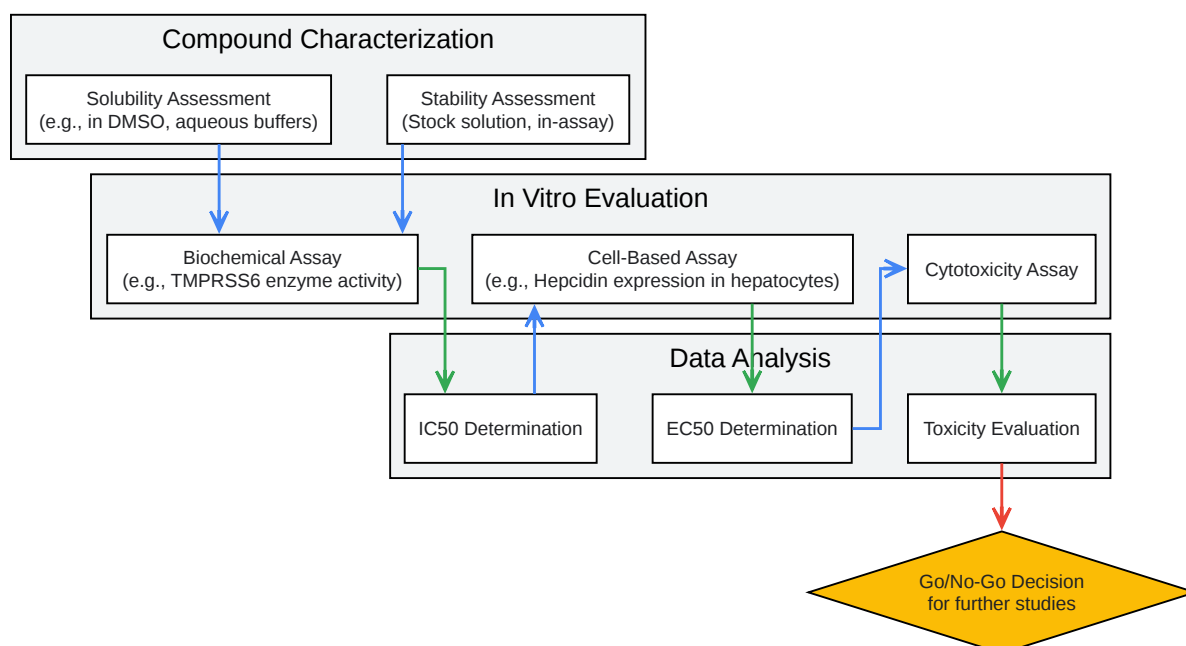 Compound Characterization
Solubility Assessment
(e.g., in DMSO, aqueous buffers)
Stability Assessment
(Stock solution, in-assay)
In Vitro Evaluation
Biochemical Assay
(e.g., TMPRSS6 enzyme activity)
Cell-Based Assay
(e.g., Hepcidin expression in hepatocytes)
Cytotoxicity Assay
Data Analysis
IC50 Determination
EC50 Determination
Toxicity Evaluation
Go/No-Go Decision
for further studies